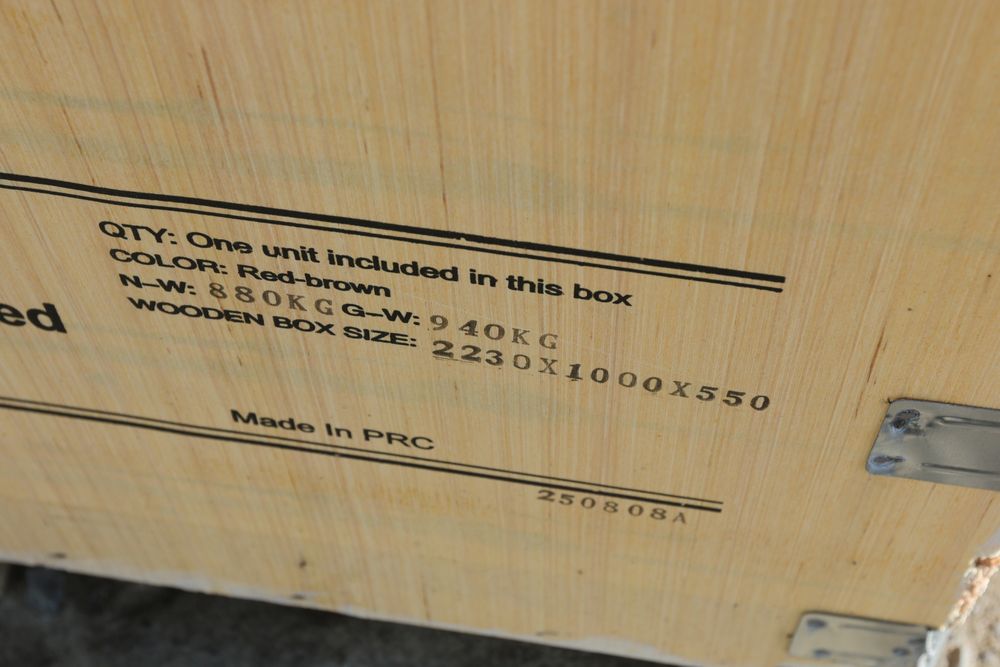 QTY: One unit included in this box
COLOR: Red-brown
N-W: 880KG G-W: 940KG
WOODEN BOX SIZE: 2230X1000X550
ed
Made In PRC
250808A